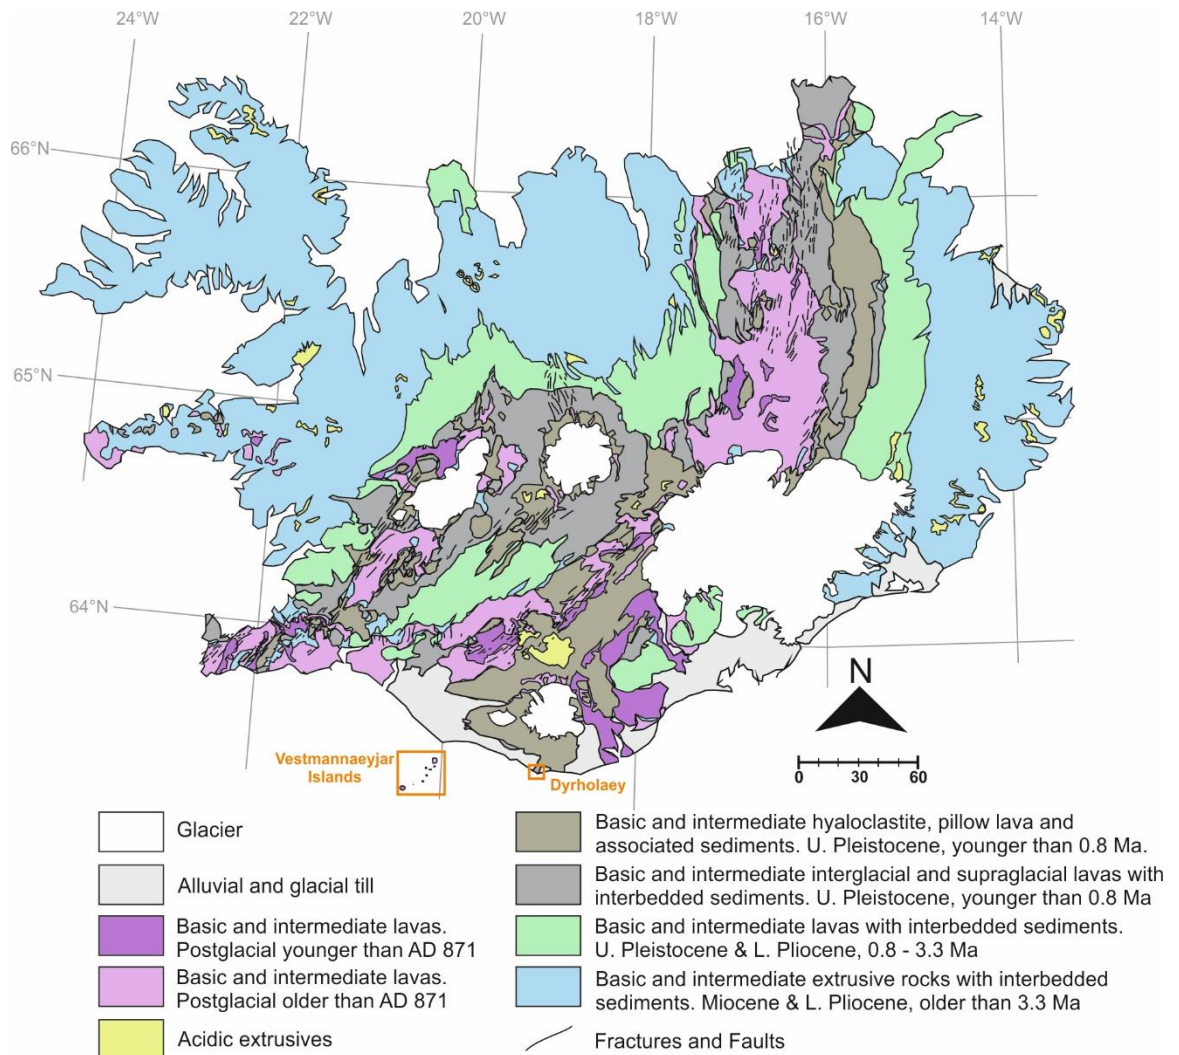 24°W 22°W 20°W 18°W 16°W 14°W
66°N
65°N
64°N
N
Vestmannaeyjar
Islands
Dyrholaey
0 30 60
Glacier
Alluvial and glacial till
Basic and intermediate lavas.
Postglacial younger than AD 871
Basic and intermediate lavas.
Postglacial older than AD 871
Acidic extrusives
Basic and intermediate hyaloclastite, pillow lava and
associated sediments. U. Pleistocene, younger than 0.8 Ma.
Basic and intermediate interglacial and supraglacial lavas with
interbedded sediments. U. Pleistocene, younger than 0.8 Ma
Basic and intermediate lavas with interbedded sediments.
U. Pleistocene & L. Pliocene, 0.8 - 3.3 Ma
Basic and intermediate extrusive rocks with interbedded
sediments. Miocene & L. Pliocene, older than 3.3 Ma
Fractures and Faults